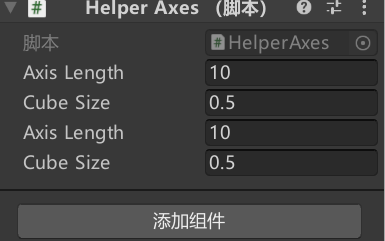 Helper Axes （脚本）
脚本 HelperAxes
Axis Length 10
Cube Size 0.5
Axis Length 10
Cube Size 0.5
添加组件